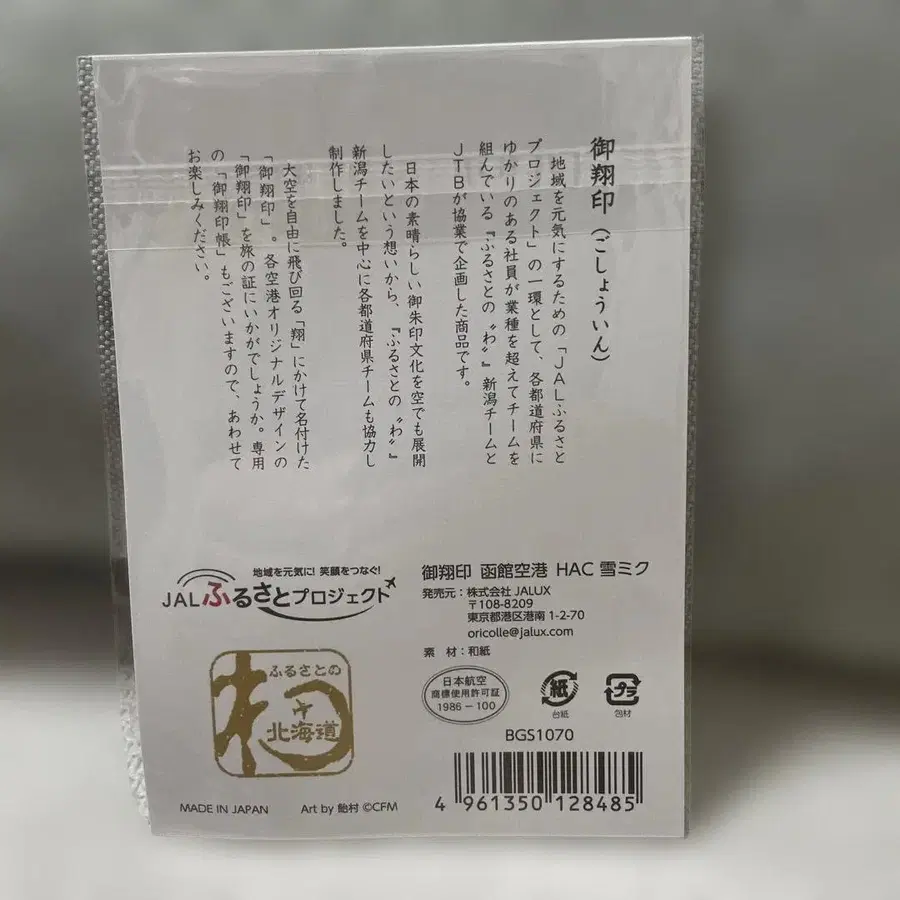 御翔印（ごしょういん）
地域を元気にするための「JALふるさと
プロジェクト」の一環として、各都道府県に
ゆかりのある社員が業種を超えてチームを
組んでいる『ふるさとの〝わ〟』新潟チームと
JTBが協業で企画した商品です。
日本の素晴らしい御朱印文化を空でも展開
したいという想いから、『ふるさとの〝わ〟』
新潟チームを中心に各都道府県チームも協力し
制作しました。
大空を自由に飛び回る「翔」にかけて名付けた
「御翔印」。各空港オリジナルデザインの
「御翔印」を旅の証にいかがでしょうか。専用
の「御翔印帳」もございますので、あわせて
お楽しみください。
地域を元気に! 笑顔をつなぐ!
JALふるさとプロジェクト
ふるさとの
北海道
MADE IN JAPAN
Art by 飴村 ©CFM
御翔印 函館空港 HAC 雪ミク
発売元：株式会社 JALUX
〒108-8209
東京都港区港南 1-2-70
oricolle@jalux.com
素 材：和紙
日本航空
商標使用許可証
1986－100
紙
台紙
プラ
包材
BGS1070
4 961350 128485